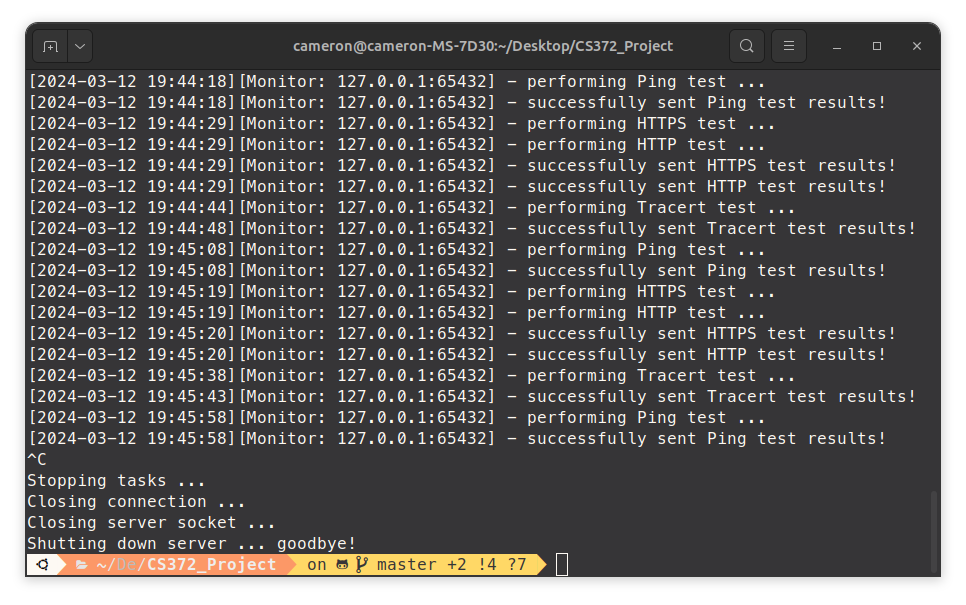 cameron@cameron-MS-7D30:~/Desktop/CS372_Project
[2024-03-12 19:44:18][Monitor: 127.0.0.1:65432] - performing Ping test ...
[2024-03-12 19:44:18][Monitor: 127.0.0.1:65432] - successfully sent Ping test results!
[2024-03-12 19:44:29][Monitor: 127.0.0.1:65432] - performing HTTPS test ...
[2024-03-12 19:44:29][Monitor: 127.0.0.1:65432] - performing HTTP test ...
[2024-03-12 19:44:29][Monitor: 127.0.0.1:65432] - successfully sent HTTPS test results!
[2024-03-12 19:44:29][Monitor: 127.0.0.1:65432] - successfully sent HTTP test results!
[2024-03-12 19:44:44][Monitor: 127.0.0.1:65432] - performing Tracert test ...
[2024-03-12 19:44:48][Monitor: 127.0.0.1:65432] - successfully sent Tracert test results!
[2024-03-12 19:45:08][Monitor: 127.0.0.1:65432] - performing Ping test ...
[2024-03-12 19:45:08][Monitor: 127.0.0.1:65432] - successfully sent Ping test results!
[2024-03-12 19:45:19][Monitor: 127.0.0.1:65432] - performing HTTPS test ...
[2024-03-12 19:45:19][Monitor: 127.0.0.1:65432] - performing HTTP test ...
[2024-03-12 19:45:20][Monitor: 127.0.0.1:65432] - successfully sent HTTPS test results!
[2024-03-12 19:45:20][Monitor: 127.0.0.1:65432] - successfully sent HTTP test results!
[2024-03-12 19:45:38][Monitor: 127.0.0.1:65432] - performing Tracert test ...
[2024-03-12 19:45:43][Monitor: 127.0.0.1:65432] - successfully sent Tracert test results!
[2024-03-12 19:45:58][Monitor: 127.0.0.1:65432] - performing Ping test ...
[2024-03-12 19:45:58][Monitor: 127.0.0.1:65432] - successfully sent Ping test results!
^C
Stopping tasks ...
Closing connection ...
Closing server socket ...
Shutting down server ... goodbye!
~/De/CS372_Project on master +2 !4 ?7